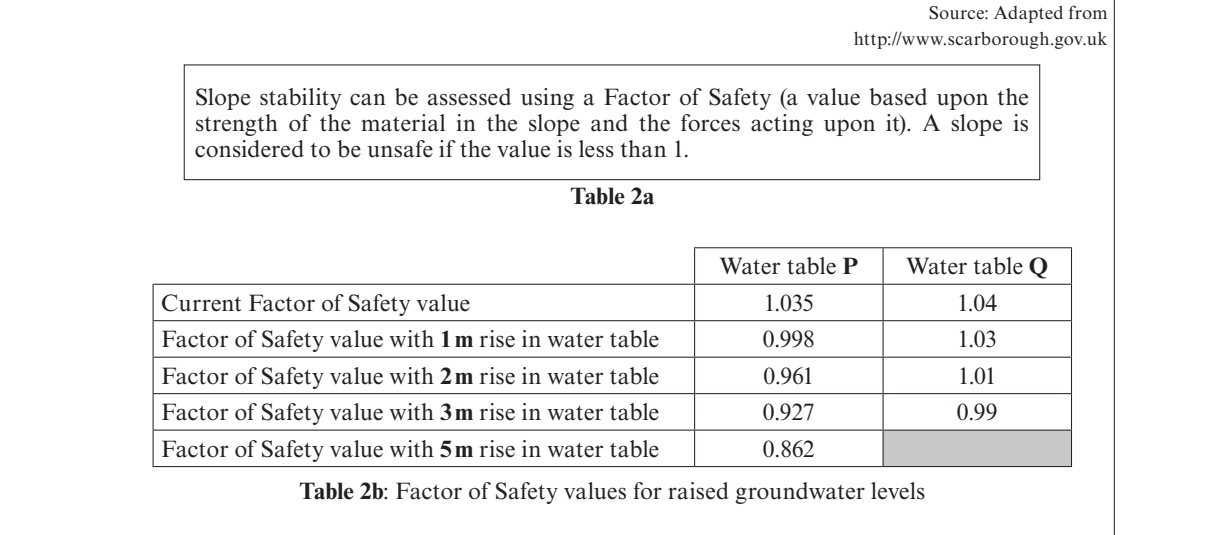 Source: Adapted from
http://www.scarborough.gov.uk
Slope stability can be assessed using a Factor of Safety (a value based upon the
strength of the material in the slope and the forces acting upon it). A slope is
considered to be unsafe if the value is less than 1.
Table 2a
Water table P Water table Q
Current Factor of Safety value 1.035 1.04
Factor of Safety value with 1 m rise in water table 0.998 1.03
Factor of Safety value with 2 m rise in water table 0.961 1.01
Factor of Safety value with 3 m rise in water table 0.927 0.99
Factor of Safety value with 5 m rise in water table 0.862
Table 2b: Factor of Safety values for raised groundwater levels